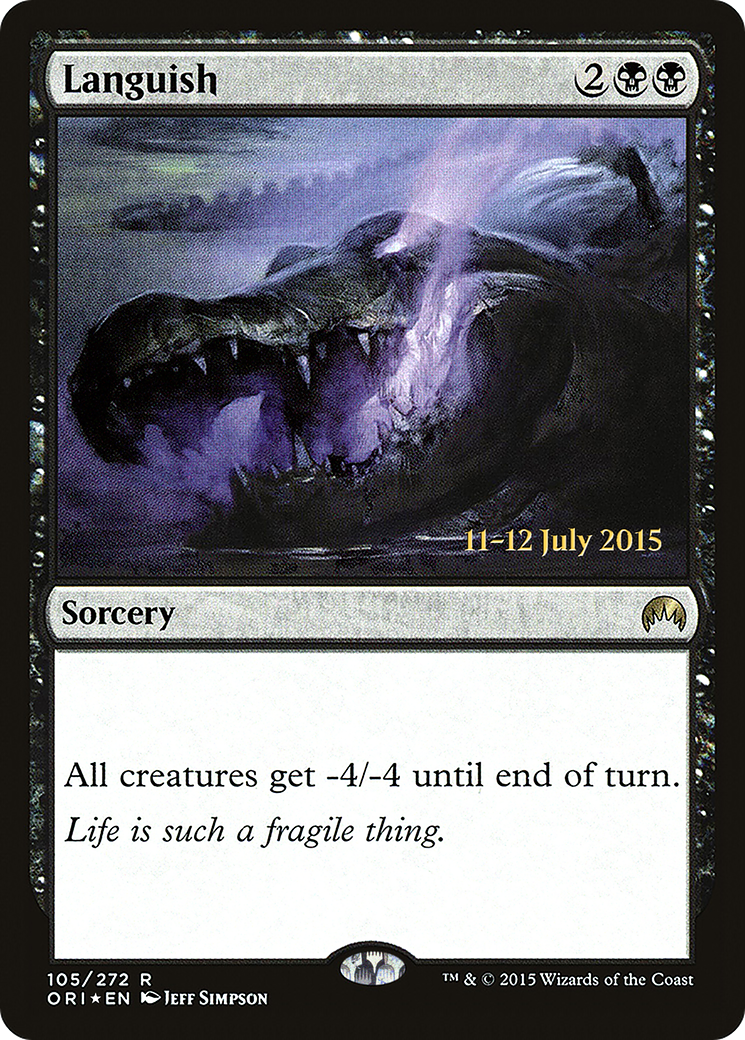 Languish 2
11–12 July 2015
Sorcery
All creatures get -4/-4 until end of turn.
Life is such a fragile thing.
105/272 R ™ & © 2015 Wizards of the Coast
ORI★EN Jeff Simpson